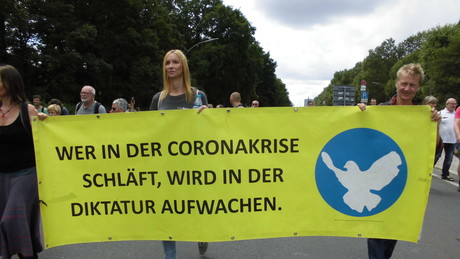 WER IN DER CORONAKRISE
SCHLÄFT, WIRD IN DER
DIKTATUR AUFWACHEN.